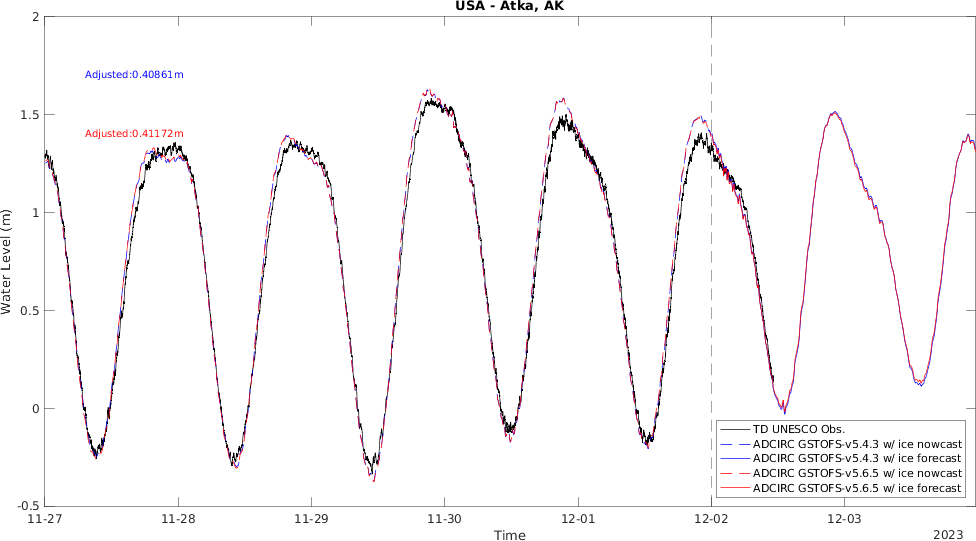 USA - Atka, AK
2
1.5
1
0.5
0
-0.5
Water Level (m)
Adjusted:0.40861m
Adjusted:0.41172m
TD UNESCO Obs.
ADCIRC GSTOFS-v5.4.3 w/ ice nowcast
ADCIRC GSTOFS-v5.4.3 w/ ice forecast
ADCIRC GSTOFS-v5.6.5 w/ ice nowcast
ADCIRC GSTOFS-v5.6.5 w/ ice forecast
11-27 11-28 11-29 11-30 12-01 12-02 12-03
Time
2023